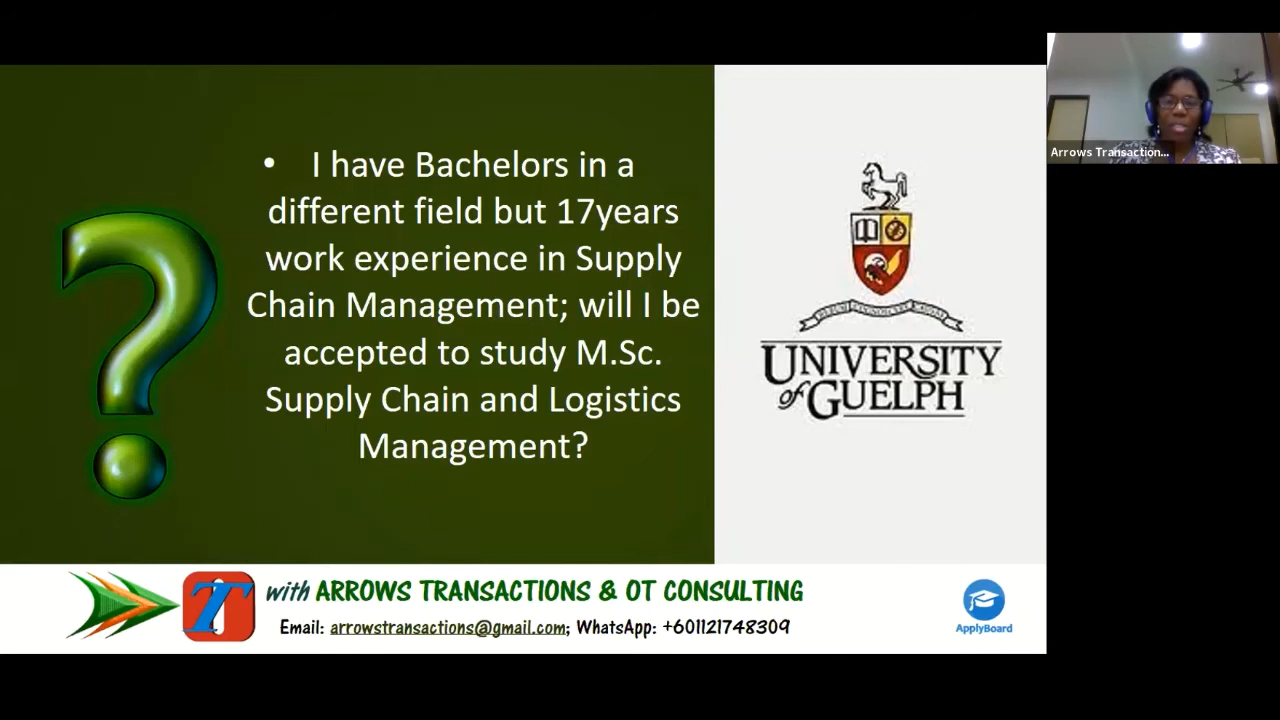 • I have Bachelors in a
different field but 17years
work experience in Supply
Chain Management; will I be
accepted to study M.Sc.
Supply Chain and Logistics
Management?
UNIVERSITY
of GUELPH
Arrows Transaction...
with ARROWS TRANSACTIONS & OT CONSULTING
Email: arrowstransactions@gmail.com; WhatsApp: +601121748309
ApplyBoard